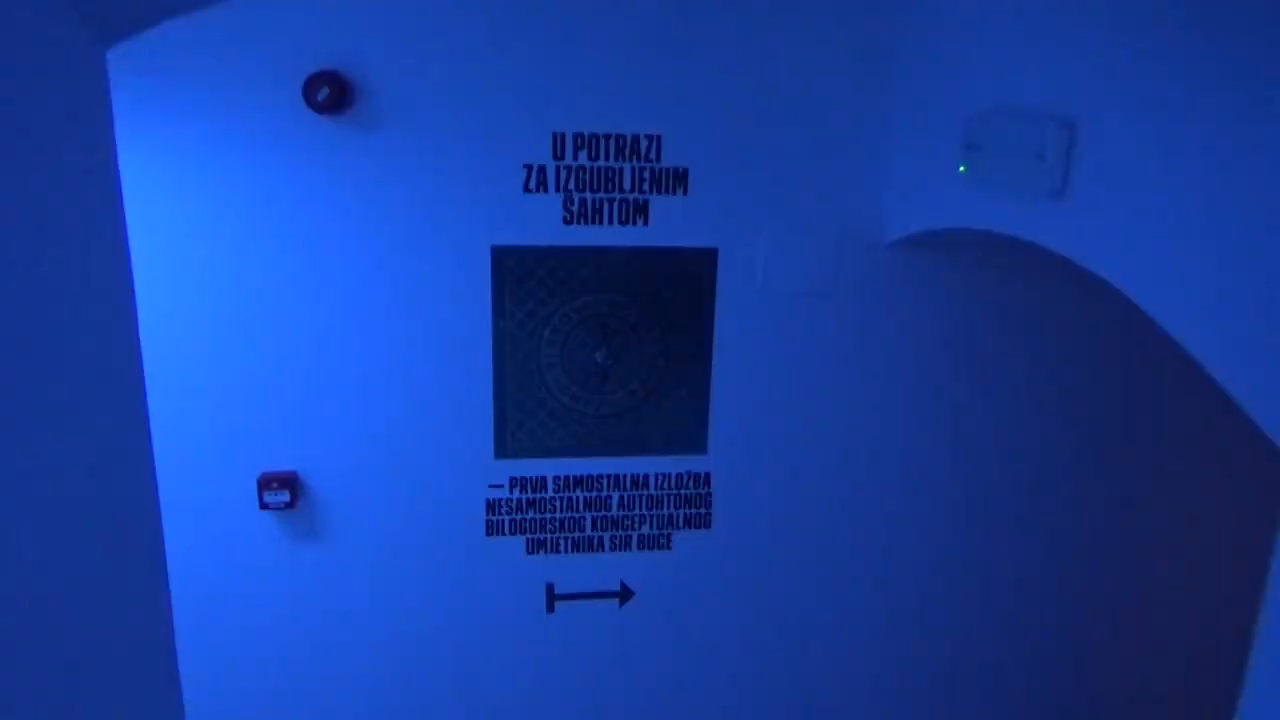 U POTRAZI
ZA IZGUBLJENIM
ŠAHTOM
— PRVA SAMOSTALNA IZLOŽBA
NESAMOSTALNOG AUTOHTONOG
BILOGORSKOG KONCEPTUALNOG
UMJETNIKA SIR BUCE